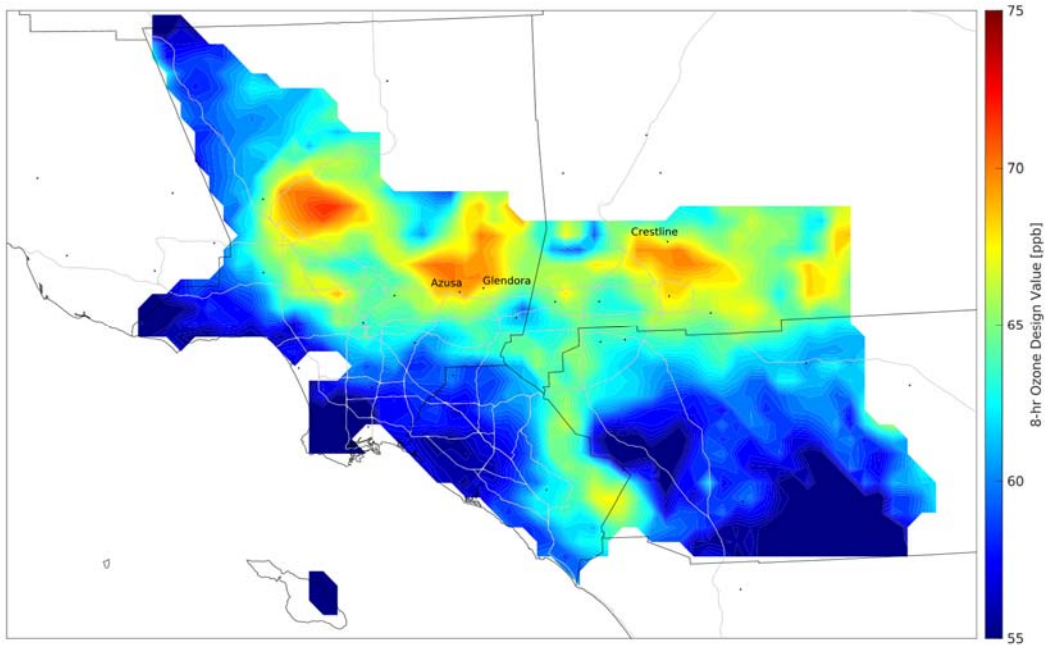 75
Crestline
70
Azusa
Glendora
65
60
55
8-hr Ozone Design Value [ppb]